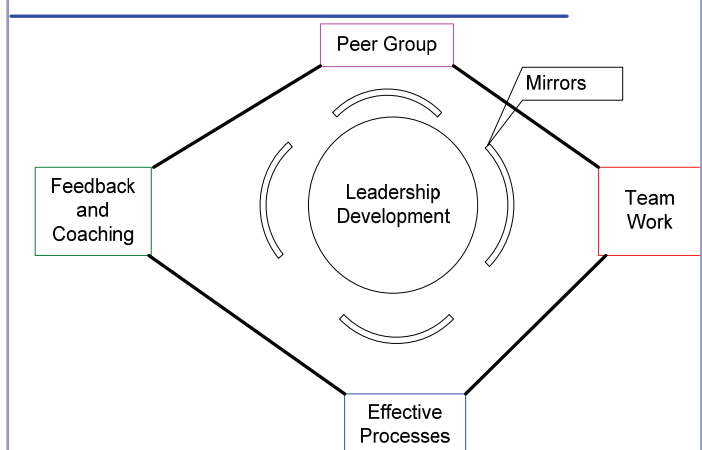 Peer Group
Mirrors
Feedback
and
Coaching
Leadership
Development
Team
Work
Effective
Processes